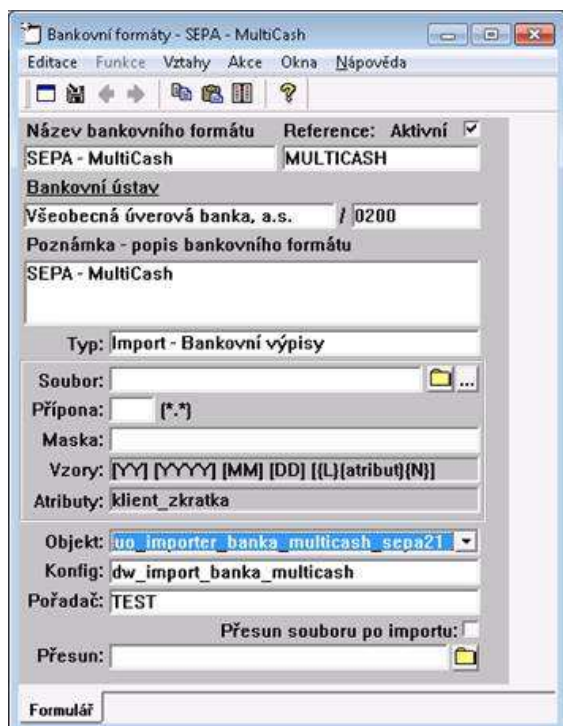 Bankovní formáty - SEPA - MultiCash
Editace Funkce Vztahy Akce Okna Nápověda
Název bankovního formátu Reference: Aktivní
SEPA - MultiCash MULTICASH
Bankovní ústav
Všeobecná úverová banka, a.s. / 0200
Poznámka - popis bankovního formátu
SEPA - MultiCash
Typ: Import - Bankovní výpisy
Soubor: ...
Přípona: (*.*)
Maska:
Vzory: [YY] [YYYY] [MM] [DD] [{L}{atribut}{N}]
Atributy: klient_zkratka
Objekt: uo_importer_banka_multicash_sepa21
Konfig: dw_import_banka_multicash
Pořadač: TEST
Přesun souboru po importu:
Přesun:
Formulář